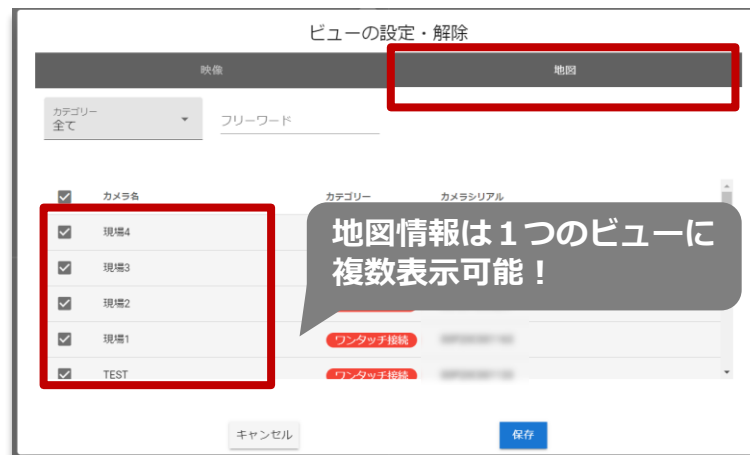 ビューの設定・解除
映像
地図
カテゴリー
全て
フリーワード
カメラ名 カテゴリー カメラシリアル
現場4
現場3
現場2
現場1 ワンタッチ接続
TEST ワンタッチ接続
地図情報は１つのビューに
複数表示可能！
キャンセル
保存